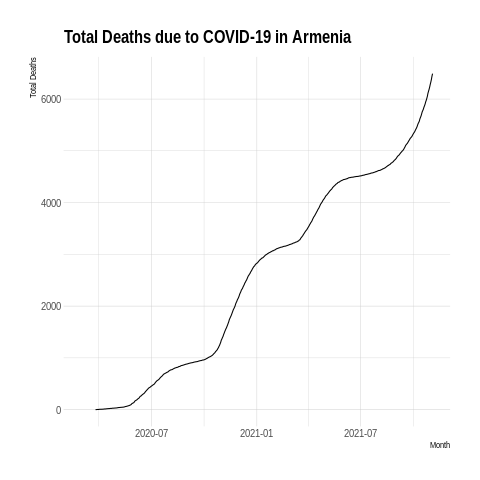 Total Deaths due to COVID-19 in Armenia
Total Deaths
6000
4000
2000
0
2020-07
2021-01
2021-07
Month